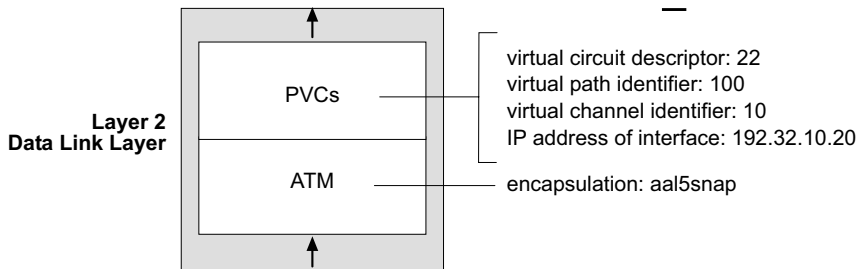 virtual circuit descriptor: 22
PVCs
virtual path identifier: 100
virtual channel identifier: 10
Layer 2
Data Link Layer
IP address of interface: 192.32.10.20
ATM
encapsulation: aal5snap